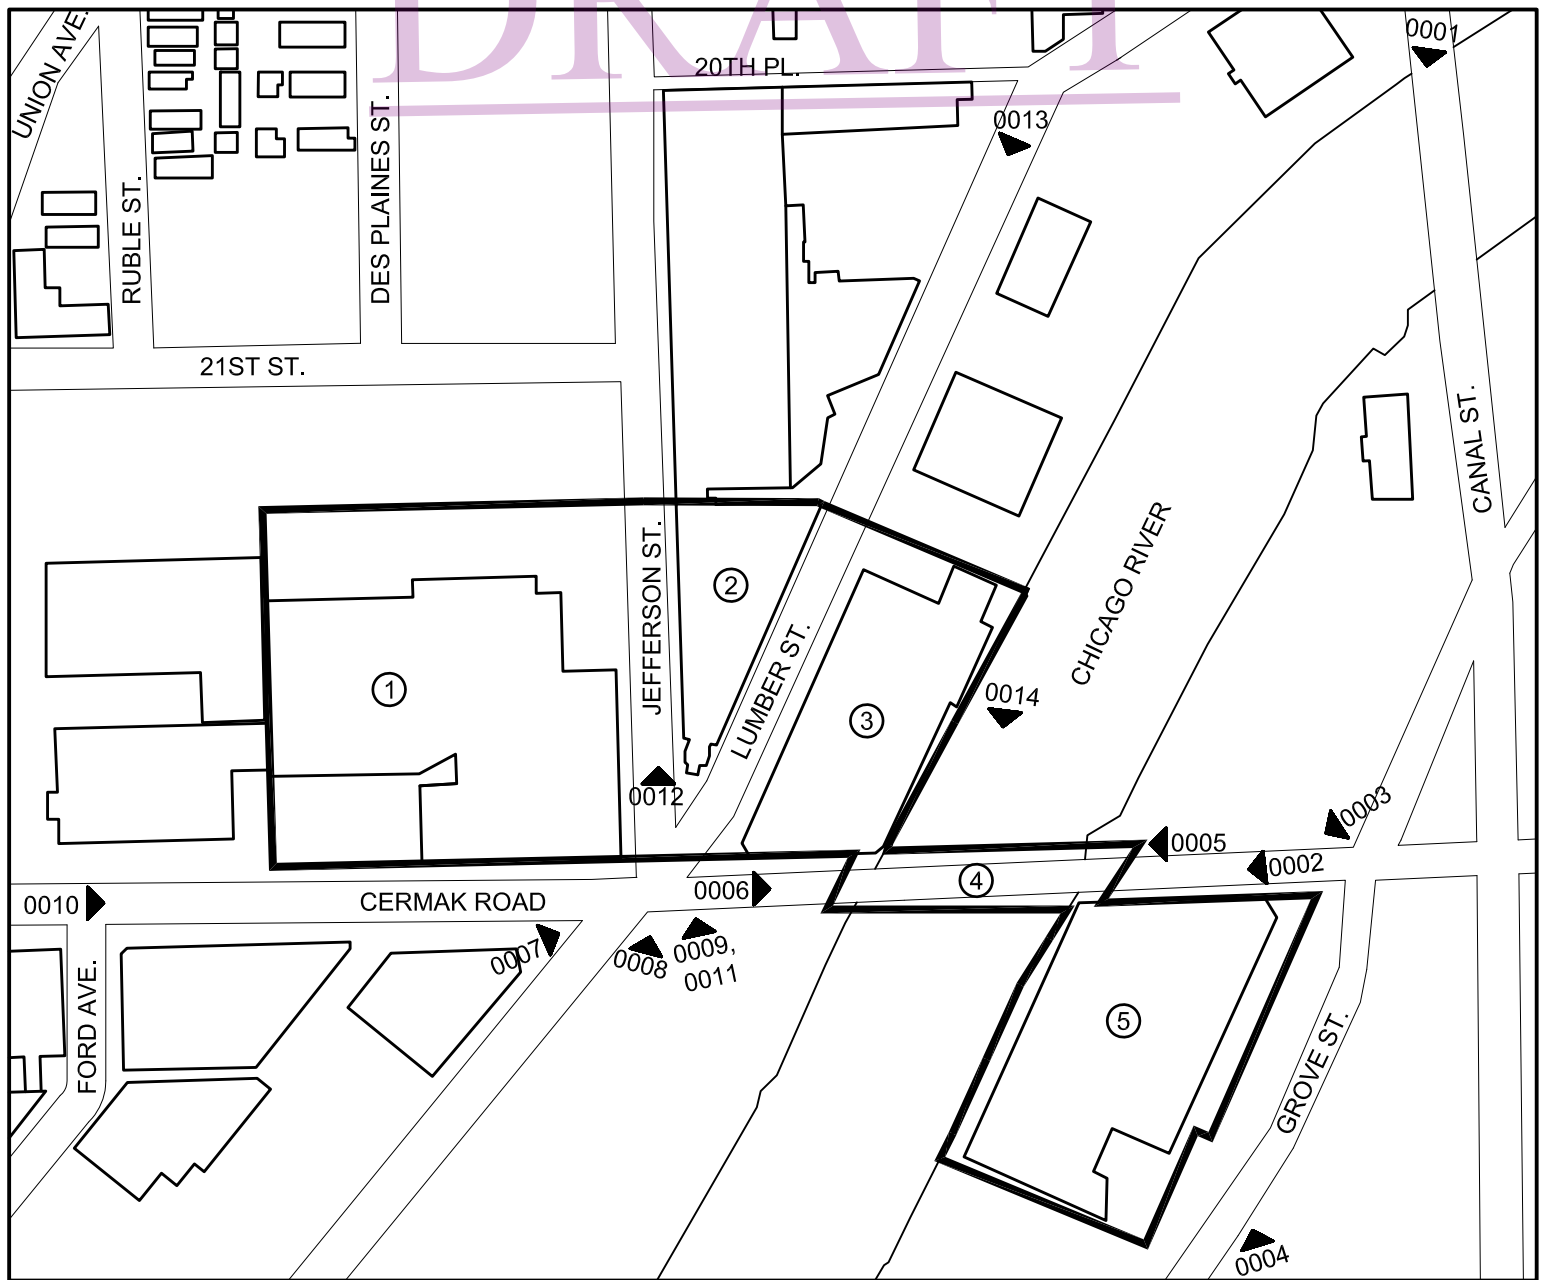 DRAFT
UNION AVE.
0001
20TH PL.
0013
RUBLE ST.
DES PLAINES ST.
21ST ST.
CANAL ST.
CHICAGO RIVER
JEFFERSON ST.
2
LUMBER ST.
1
0014
3
0012
0003
0005
0002
4
0006
0010
CERMAK ROAD
0007
0008
0009,
0011
FORD AVE.
5
GROVE ST.
0004